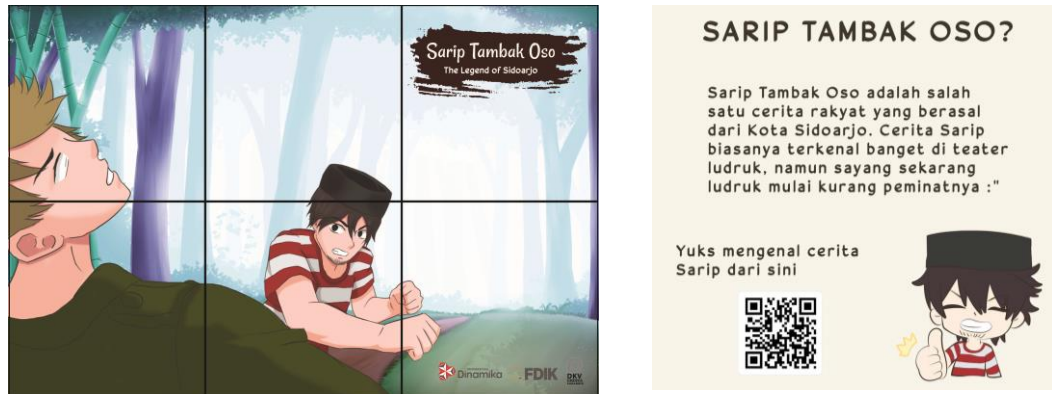 Sarip Tambak Oso
The Legend of Sidoarjo
Dinamika
FDIK
DKV
SARIP TAMBAK OSO?
Sarip Tambak Oso adalah salah
satu cerita rakyat yang berasal
dari Kota Sidoarjo. Cerita Sarip
biasanya terkenal banget di teater
ludruk, namun sayang sekarang
ludruk mulai kurang peminatnya :"
Yuks mengenal cerita
Sarip dari sini